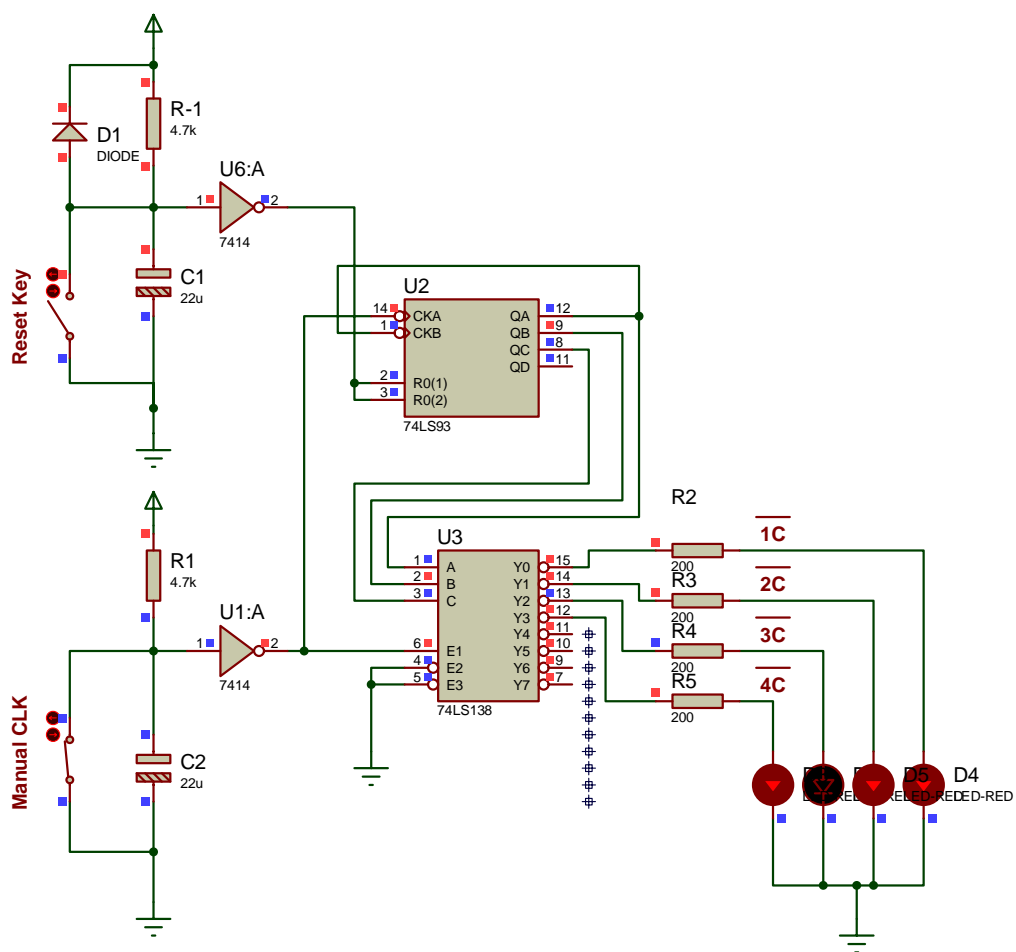 R-1
4.7k
D1
DIODE
U6:A
1
2
7414
C1
22u
Reset Key
U2
14
CKA
QA
12
1
CKB
QB
9
QC
8
QD
11
2
R0(1)
3
R0(2)
74LS93
R1
4.7k
U1:A
1
2
7414
C2
22u
Manual CLK
U3
1
A
Y0
15
2
B
Y1
14
3
C
Y2
13
Y3
12
Y4
11
6
E1
Y5
10
4
E2
Y6
9
5
E3
Y7
7
74LS138
R2
200
1C
R3
200
2C
R4
200
3C
R5
200
4C
D5
D4
LED-RED